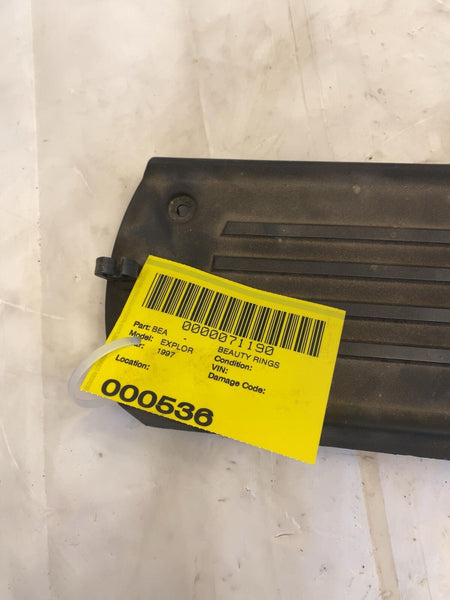 0000071190
Part: BEA - BEAUTY RINGS
Model: EXPLOR Condition:
1997 VIN:
Location: Damage Code:
000536